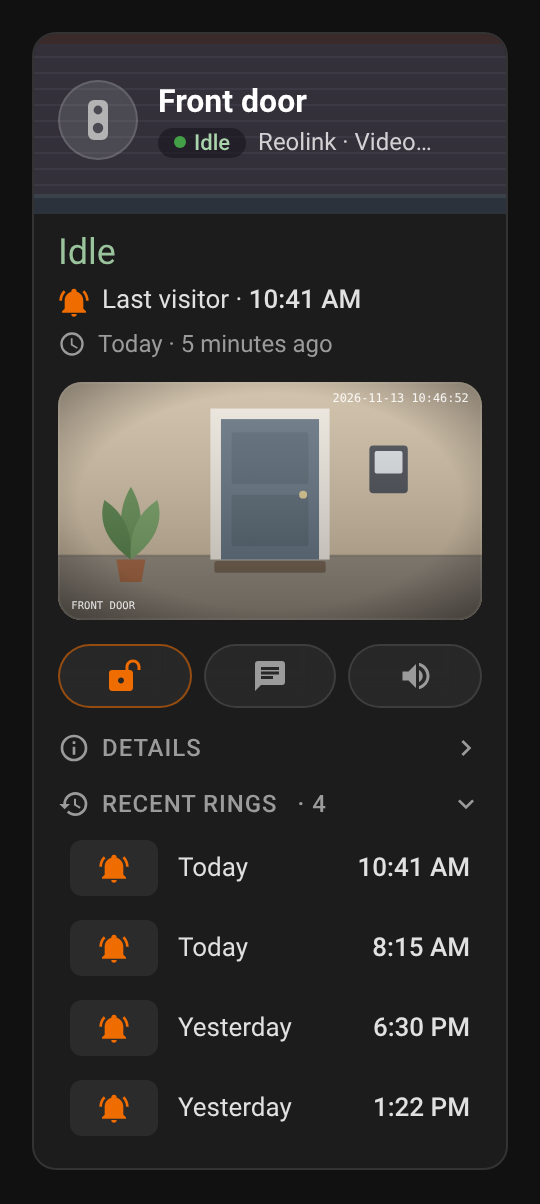 Front door
Idle
Reolink · Video…
Idle
Last visitor · 10:41 AM
Today · 5 minutes ago
2026-11-13 10:46:52
FRONT DOOR
DETAILS
RECENT RINGS · 4
Today 10:41 AM
Today 8:15 AM
Yesterday 6:30 PM
Yesterday 1:22 PM